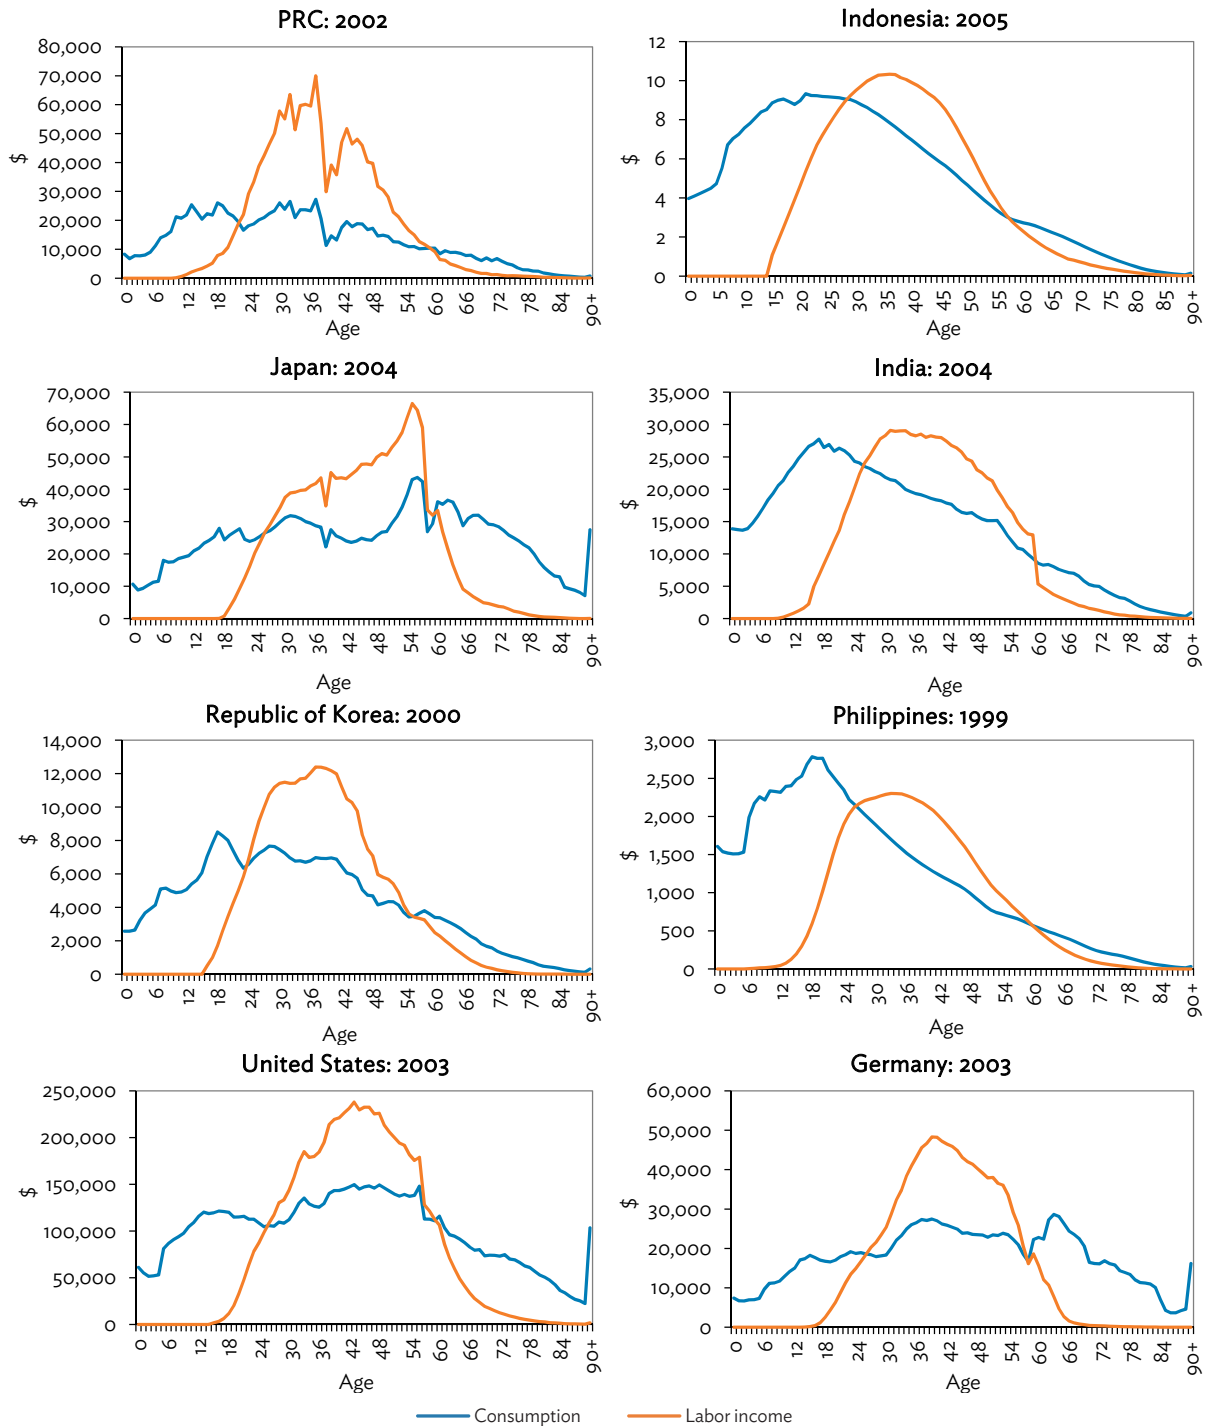 PRC: 2002
80,000
70,000
60,000
50,000
40,000
30,000
20,000
10,000
0
$
0 6 12 18 24 30 36 42 48 54 60 66 72 78 84 90+
Age
Indonesia: 2005
12
10
8
6
4
2
0
$
0 5 10 15 20 25 30 35 40 45 50 55 60 65 70 75 80 85 90+
Age
Japan: 2004
70,000
60,000
50,000
40,000
30,000
20,000
10,000
0
$
0 6 12 18 24 30 36 42 48 54 60 66 72 78 84 90+
Age
India: 2004
35,000
30,000
25,000
20,000
15,000
10,000
5,000
0
$
0 6 12 18 24 30 36 42 48 54 60 66 72 78 84 90+
Age
Republic of Korea: 2000
14,000
12,000
10,000
8,000
6,000
4,000
2,000
0
$
0 6 12 18 24 30 36 42 48 54 60 66 72 78 84 90+
Age
Philippines: 1999
3,000
2,500
2,000
1,500
1,000
500
0
$
0 6 12 18 24 30 36 42 48 54 60 66 72 78 84 90+
Age
United States: 2003
250,000
200,000
150,000
100,000
50,000
0
$
0 6 12 18 24 30 36 42 48 54 60 66 72 78 84 90+
Age
Germany: 2003
60,000
50,000
40,000
30,000
20,000
10,000
0
$
0 6 12 18 24 30 36 42 48 54 60 66 72 78 84 90+
Age
Consumption Labor income